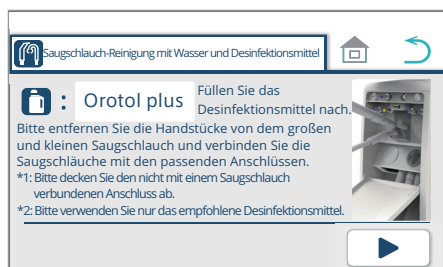 Saugschlauch-Reinigung mit Wasser und Desinfektionsmittel
: Orotol plus
Füllen Sie das
Desinfektionsmittel nach.
Bitte entfernen Sie die Handstücke von dem großen
und kleinen Saugschlauch und verbinden Sie die
Saugschläuche mit den passenden Anschlüssen.
*1: Bitte decken Sie den nicht mit einem Saugschlauch
verbundenen Anschluss ab.
*2: Bitte verwenden Sie nur das empfohlene Desinfektionsmittel.